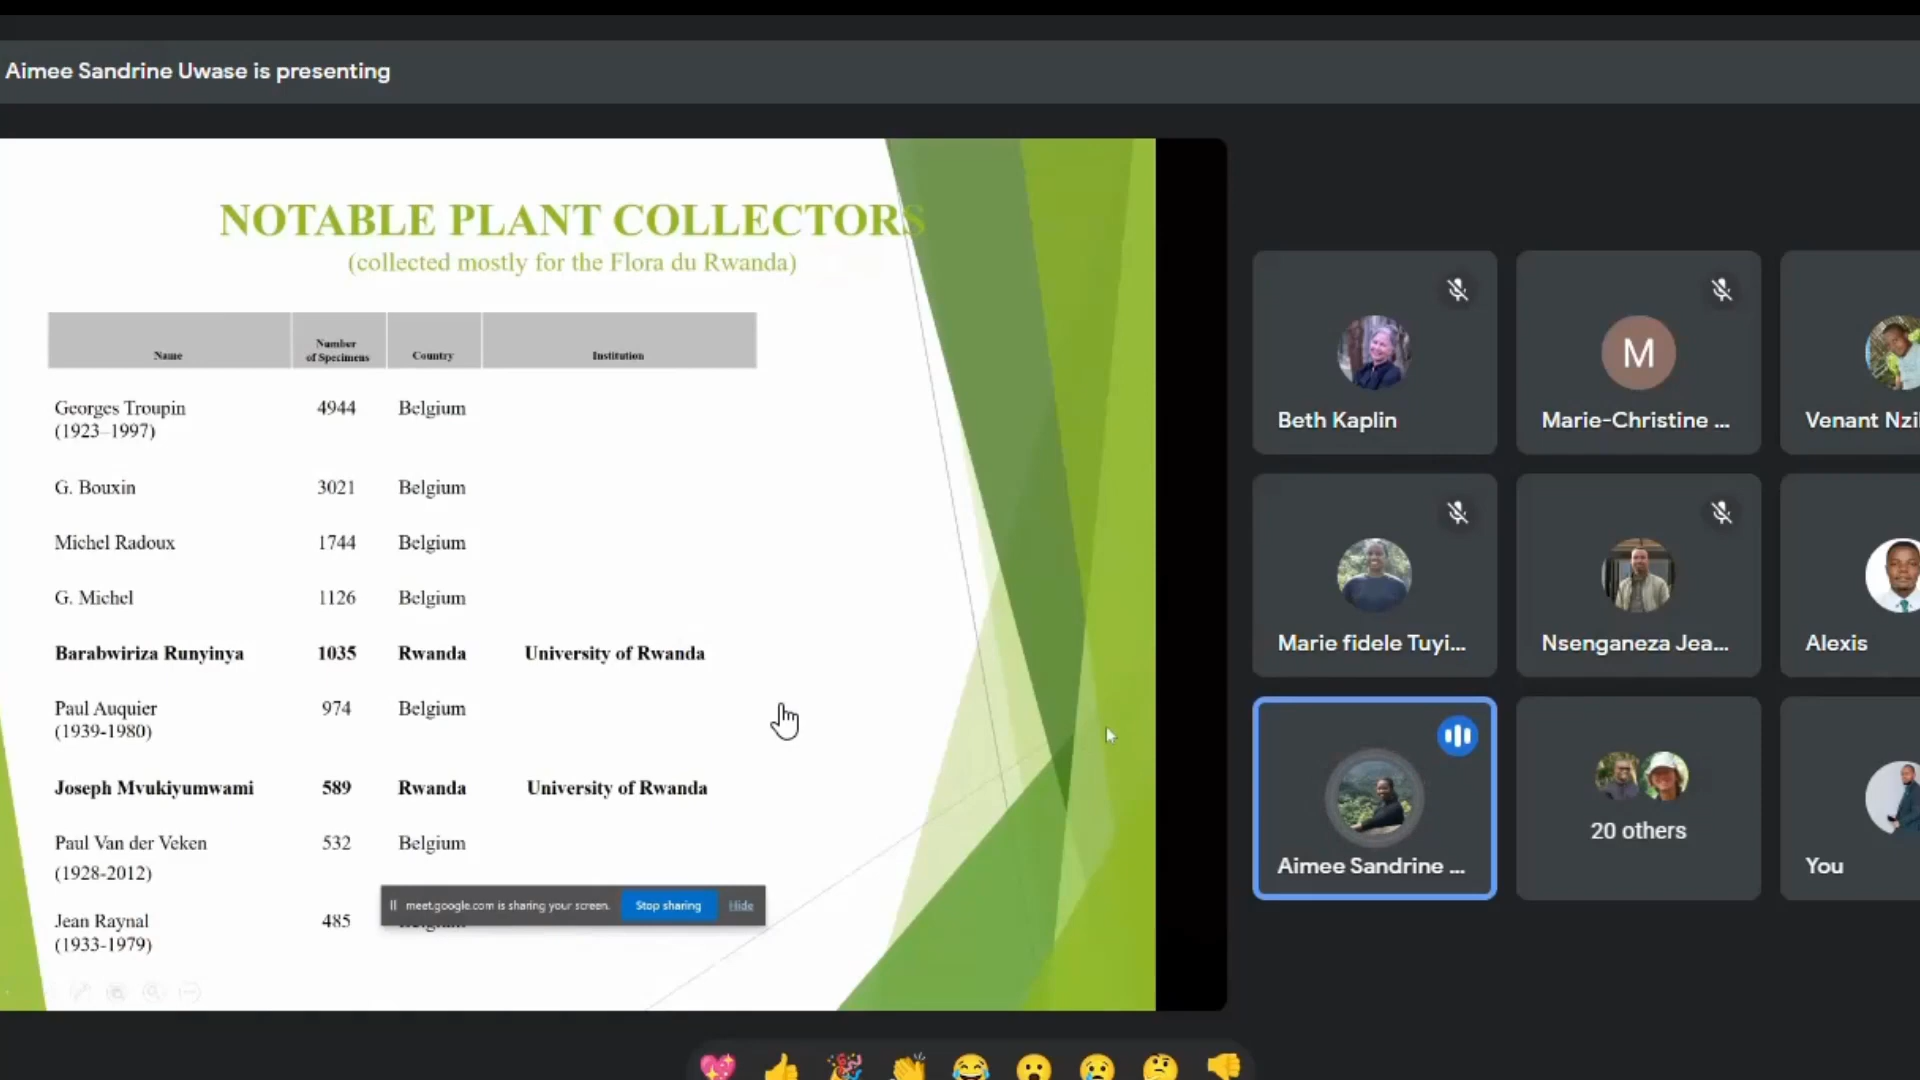 Aimee Sandrine Uwase is presenting
NOTABLE PLANT COLLECTORS
(collected mostly for the Flora du Rwanda)
Name Number of Specimens Country Institution
Georges Troupin 4944 Belgium
(1923–1997)
G. Bouxin 3021 Belgium
Michel Radoux 1744 Belgium
G. Michel 1126 Belgium
Barabwiriza Runyinya 1035 Rwanda University of Rwanda
Paul Auquier 974 Belgium
(1939-1980)
Joseph Mvukiyumwami 589 Rwanda University of Rwanda
Paul Van der Veken 532 Belgium
(1928-2012)
meet.google.com is sharing your screen. Stop sharing Hide
Jean Raynal 485
(1933-1979)
Beth Kaplin
M
Marie-Christine ...
Venant Nzi
Marie fidele Tuyi...
Nsenganeza Jea...
Alexis
Aimee Sandrine ...
20 others
You